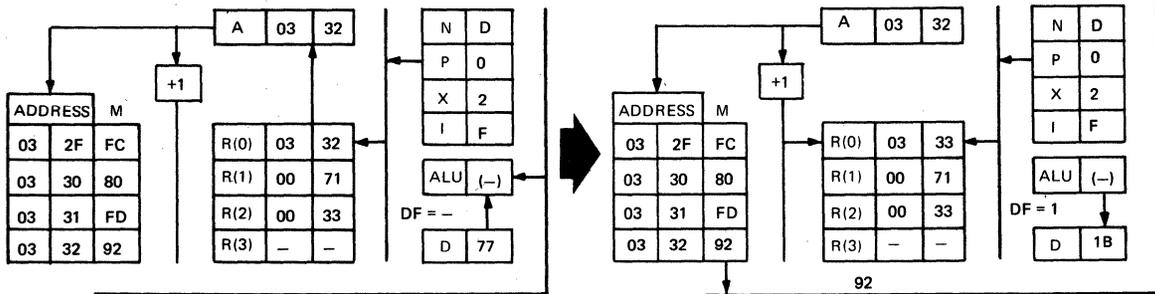 A 03 32
+1
ADDRESS M
03 2F FC
03 30 80
03 31 FD
03 32 92
R(0) 03 32
R(1) 00 71
R(2) 00 33
R(3) – –
N D
P 0
X 2
I F
ALU (–)
DF = –
D 77
A 03 32
+1
ADDRESS M
03 2F FC
03 30 80
03 31 FD
03 32 92
R(0) 03 33
R(1) 00 71
R(2) 00 33
R(3) – –
N D
P 0
X 2
I F
ALU (–)
DF = 1
D 1B
92